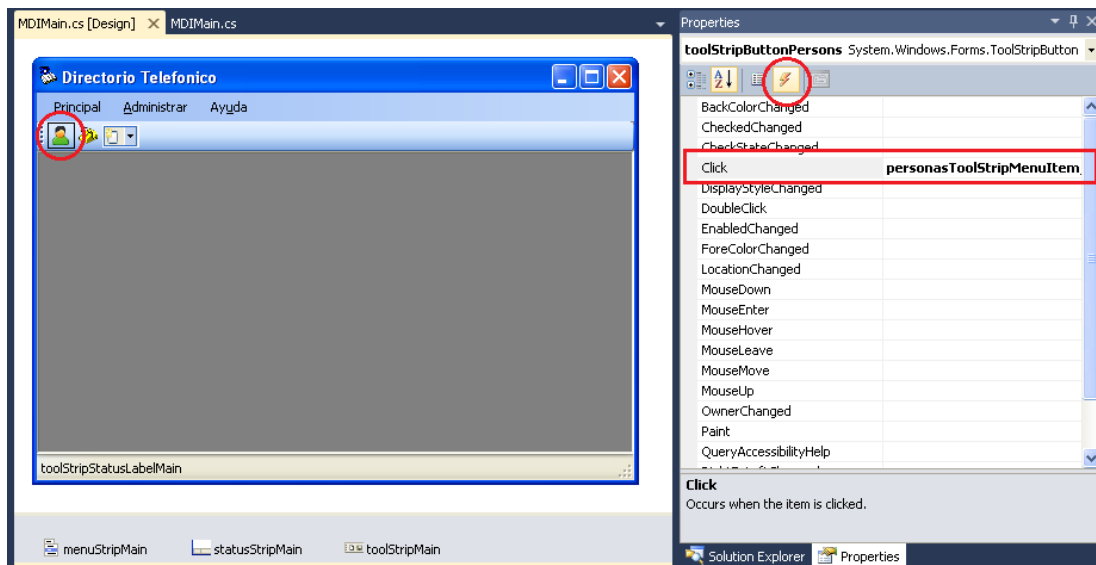 MDIMain.cs [Design] MDIMain.cs
Directorio Telefonico
Principal Administrar Ayuda
toolStripStatusLabelMain
menuStripMain statusStripMain toolStripMain
Properties
toolStripButtonPersons System.Windows.Forms.ToolStripButton
BackColorChanged
CheckedChanged
CheckStateChanged
Click personasToolStripMenuItem_
DisplayStyleChanged
DoubleClick
EnabledChanged
ForeColorChanged
LocationChanged
MouseDown
MouseEnter
MouseHover
MouseLeave
MouseMove
MouseUp
OwnerChanged
Paint
QueryAccessibilityHelp
Click
Occurs when the item is clicked.
Solution Explorer Properties